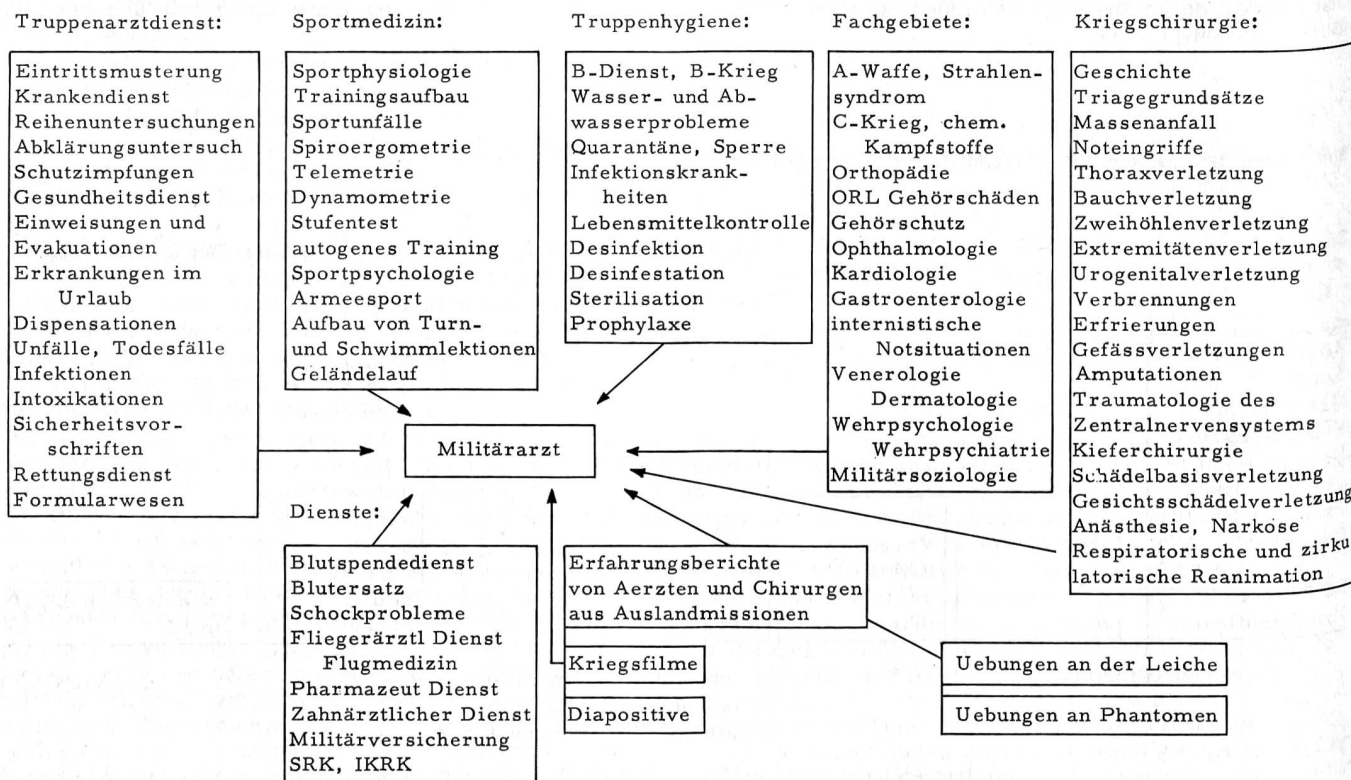 Truppenarztdienst:
Eintrittsmusterung
Krankendienst
Reihenuntersuchungen
Abklärungsuntersuch
Schutzimpfungen
Gesundheitsdienst
Einweisungen und
Evakuationen
Erkrankungen im
Urlaub
Dispensationen
Unfälle, Todesfälle
Infektionen
Intoxikationen
Sicherheitsvor-
schriften
Rettungsdienst
Formularwesen
Sportmedizin:
Sportphysiologie
Trainingsaufbau
Sportunfälle
Spiroergometrie
Telemetrie
Dynamometrie
Stufentest
autogenes Training
Sportpsychologie
Armeesport
Aufbau von Turn-
und Schwimmlektionen
Geländelauf
Truppenhygiene:
B-Dienst, B-Krieg
Wasser- und Ab-
wasserprobleme
Quarantäne, Sperre
Infektionskrank-
heiten
Lebensmittelkontrolle
Desinfektion
Desinfestation
Sterilisation
Prophylaxe
Fachgebiete:
A-Waffe, Strahlen-
syndrom
C-Krieg, chem.
Kampfstoffe
Orthopädie
ORL Gehörschäden
Gehörschutz
Ophthalmologie
Kardiologie
Gastroenterologie
internistische
Notsituationen
Venerologie
Dermatologie
Wehrpsychologie
Wehrpsychiatrie
Militärsoziologie
Kriegschirurgie:
Geschichte
Triagegrundsätze
Massenanfall
Noteingriffe
Thoraxverletzung
Bauchverletzung
Zweihöhlenverletzung
Extremitätenverletzung
Urogenitalverletzung
Verbrennungen
Erfrierungen
Gefässverletzungen
Amputationen
Traumatologie des
Zentralnervensystems
Kieferchirurgie
Schädelbasisverletzung
Gesichtsschädelverletzung
Anästhesie, Narkose
Respiratorische und zirku
latorische Reanimation
Militärarzt
Dienste:
Blutspendedienst
Blutersatz
Schockprobleme
Fliegerärztl Dienst
Flugmedizin
Pharmazeut Dienst
Zahnärztlicher Dienst
Militärversicherung
SRK, IKRK
Erfahrungsberichte
von Aerzten und Chirurgen
aus Auslandmissionen
Kriegsfilme
Diapositive
Uebungen an der Leiche
Uebungen an Phantomen